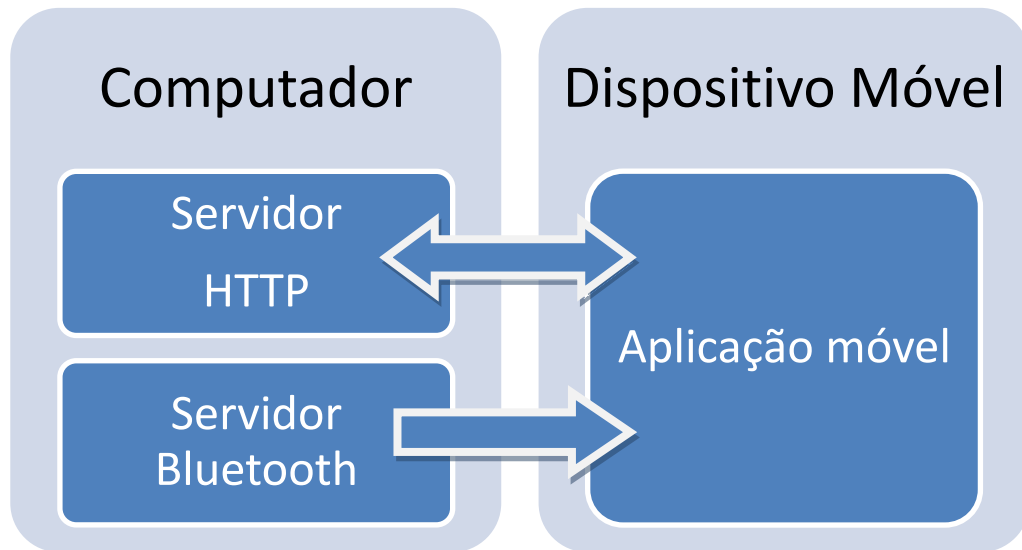 Computador
Servidor
HTTP
Servidor
Bluetooth
Dispositivo Móvel
Aplicação móvel